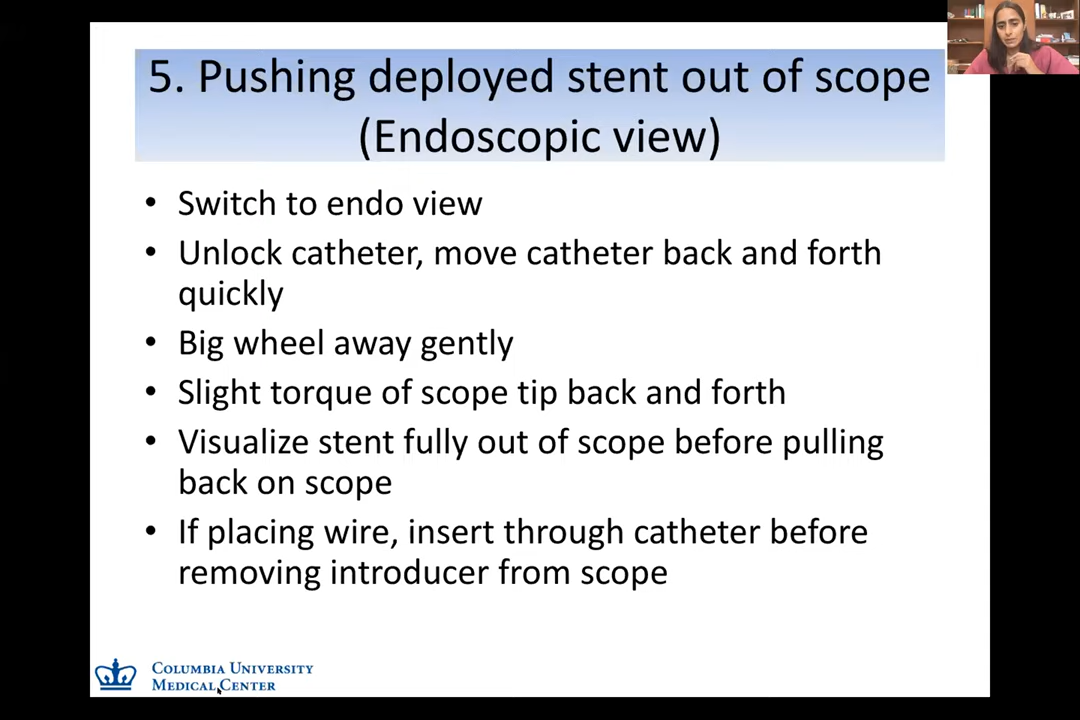 5. Pushing deployed stent out of scope
(Endoscopic view)
• Switch to endo view
• Unlock catheter, move catheter back and forth
quickly
• Big wheel away gently
• Slight torque of scope tip back and forth
• Visualize stent fully out of scope before pulling
back on scope
• If placing wire, insert through catheter before
removing introducer from scope
COLUMBIA UNIVERSITY
MEDICAL CENTER